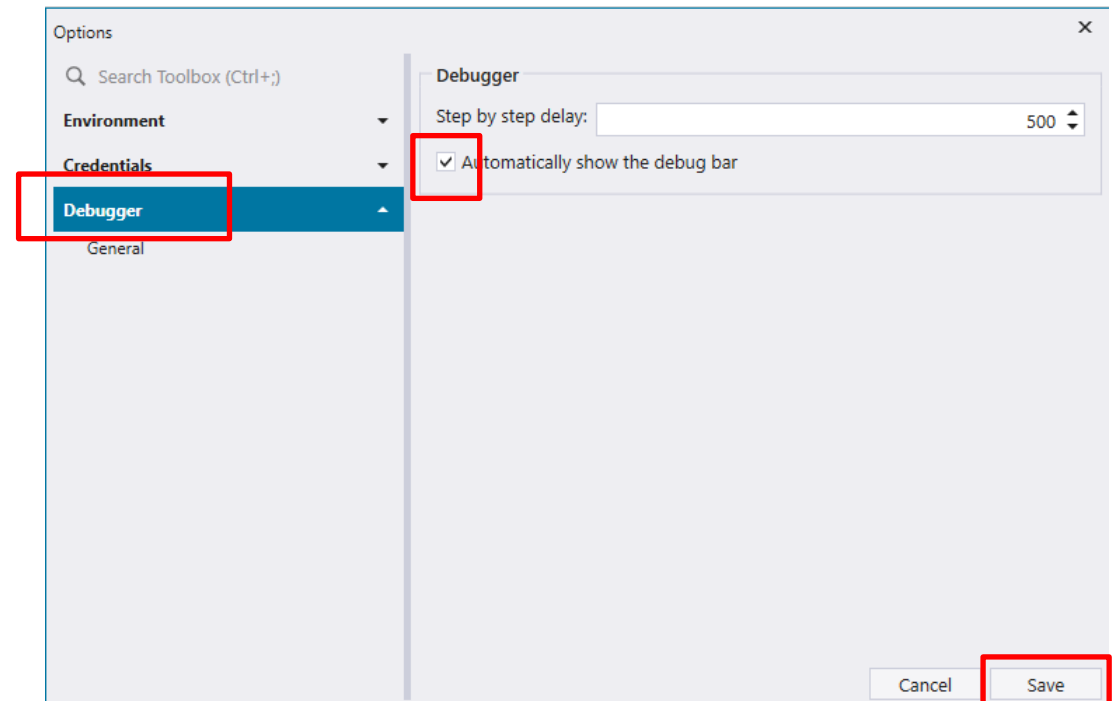 Options
Search Toolbox (Ctrl+;)
Environment
Credentials
Debugger
General
Debugger
Step by step delay: 500
Automatically show the debug bar
Cancel Save